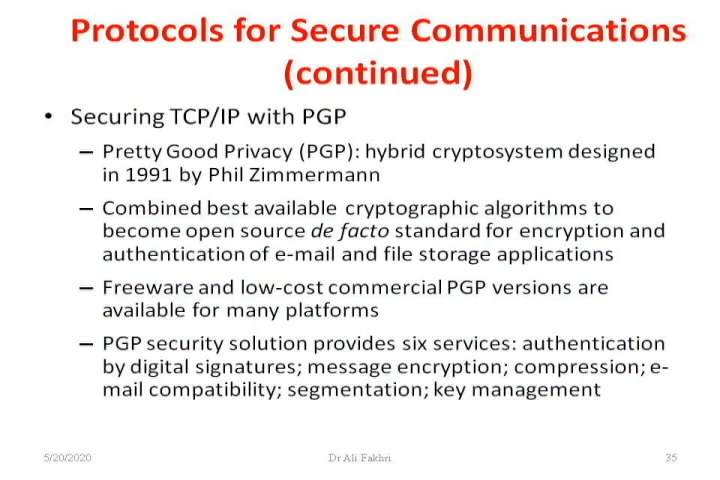 Protocols for Secure Communications
(continued)
• Securing TCP/IP with PGP
– Pretty Good Privacy (PGP): hybrid cryptosystem designed
in 1991 by Phil Zimmermann
– Combined best available cryptographic algorithms to
become open source de facto standard for encryption and
authentication of e-mail and file storage applications
– Freeware and low-cost commercial PGP versions are
available for many platforms
– PGP security solution provides six services: authentication
by digital signatures; message encryption; compression; e-
mail compatibility; segmentation; key management
5/20/2020 Dr Ali Fakhri 35